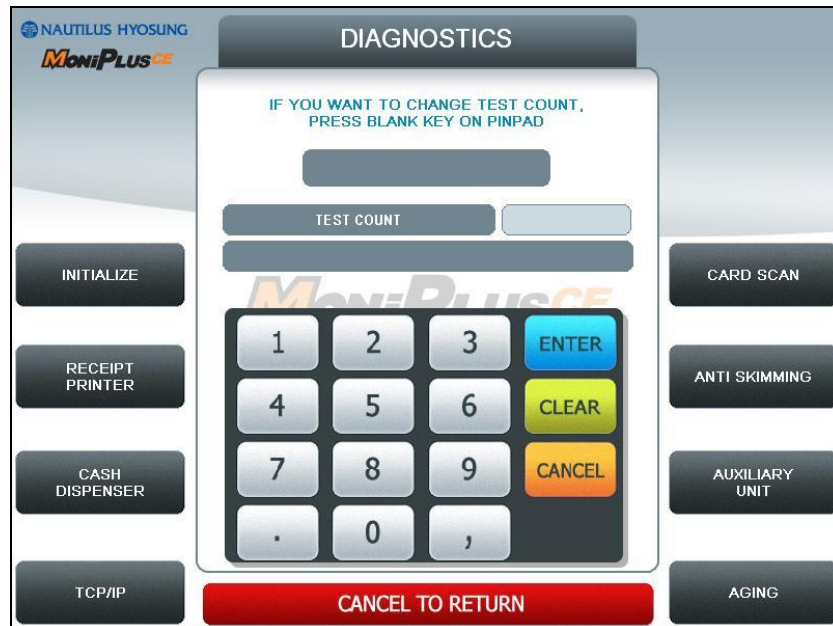 NAUTILUS HYOSUNG
MONIPLUSCE
DIAGNOSTICS
IF YOU WANT TO CHANGE TEST COUNT,
PRESS BLANK KEY ON PINPAD
TEST COUNT
INITIALIZE
CARD SCAN
MONIPLUSCE
1 2 3 ENTER
RECEIPT
PRINTER
ANTI SKIMMING
4 5 6 CLEAR
7 8 9 CANCEL
CASH
DISPENSER
AUXILIARY
UNIT
. 0 ,
TCP/IP
CANCEL TO RETURN
AGING